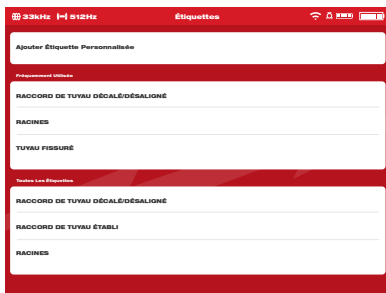 33kHz 512Hz Étiquettes
Ajouter Étiquette Personnalisée
Fréquemment Utilisée
RACCORD DE TUYAU DÉCALÉ/DÉSALIGNÉ
RACINES
TUYAU FISSURÉ
Toutes Les Étiquettes
RACCORD DE TUYAU DÉCALÉ/DÉSALIGNÉ
RACCORD DE TUYAU ÉTABLI
RACINES